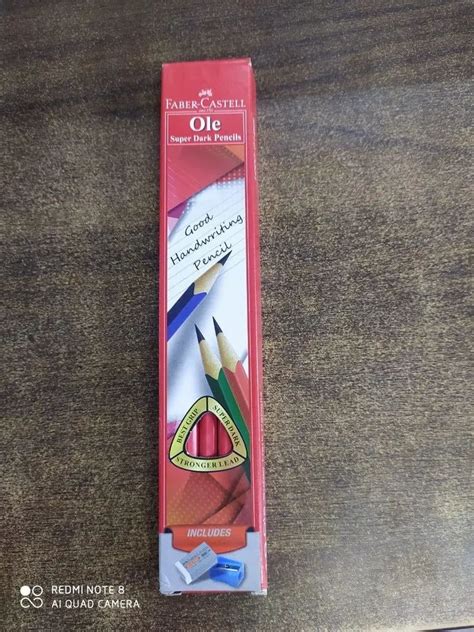 FABER-CASTELL
Ole
Super Dark Pencils
Good
Handwriting
Pencil
BEST GRIP
SUPER DARK
STRONGER LEAD
INCLUDES
REDMI NOTE 8
AI QUAD CAMERA